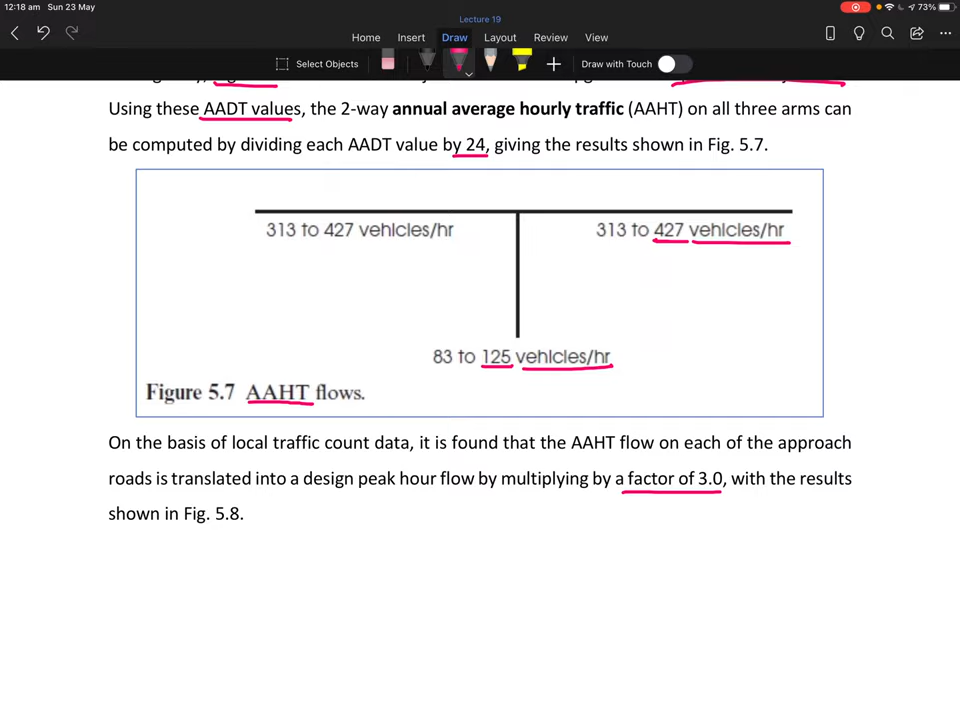 12:18 am Sun 23 May
73%
Lecture 19
Home Insert Draw Layout Review View
Select Objects
Draw with Touch
Using these AADT values, the 2-way annual average hourly traffic (AAHT) on all three arms can
be computed by dividing each AADT value by 24, giving the results shown in Fig. 5.7.
313 to 427 vehicles/hr
313 to 427 vehicles/hr
83 to 125 vehicles/hr
Figure 5.7 AAHT flows.
On the basis of local traffic count data, it is found that the AAHT flow on each of the approach
roads is translated into a design peak hour flow by multiplying by a factor of 3.0, with the results
shown in Fig. 5.8.